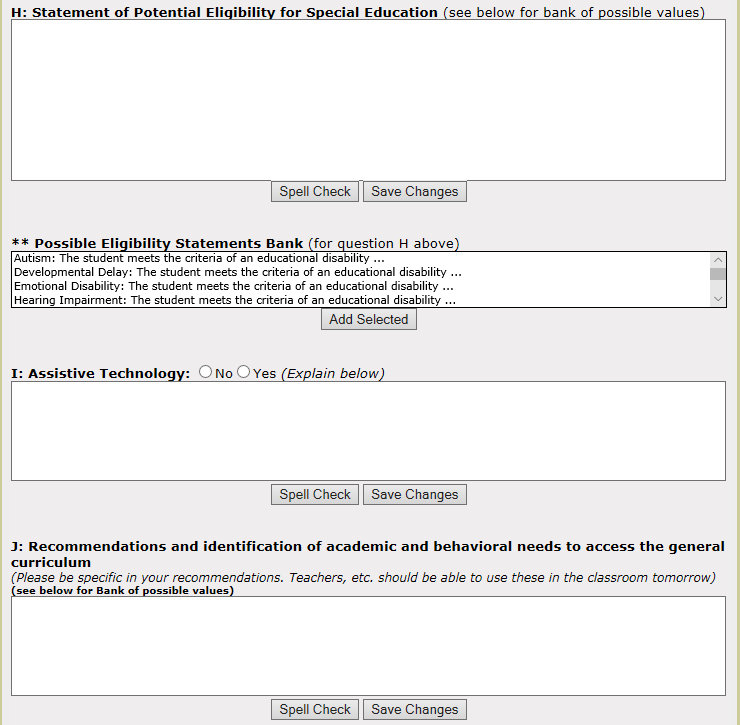 H: Statement of Potential Eligibility for Special Education (see below for bank of possible values)
Spell Check Save Changes
** Possible Eligibility Statements Bank (for question H above)
Autism: The student meets the criteria of an educational disability ...
Developmental Delay: The student meets the criteria of an educational disability ...
Emotional Disability: The student meets the criteria of an educational disability ...
Hearing Impairment: The student meets the criteria of an educational disability ...
Add Selected
I: Assistive Technology: No Yes (Explain below)
Spell Check Save Changes
J: Recommendations and identification of academic and behavioral needs to access the general
curriculum
(Please be specific in your recommendations. Teachers, etc. should be able to use these in the classroom tomorrow)
(see below for Bank of possible values)
Spell Check Save Changes